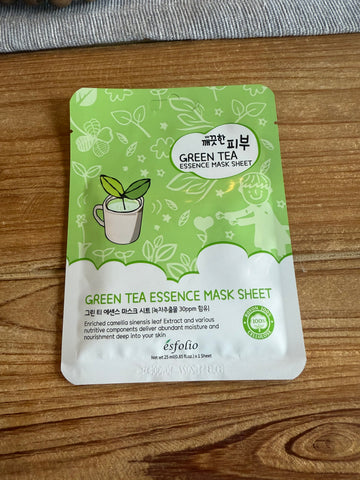 깨끗한 피부
GREEN TEA
ESSENCE MASK SHEET
GREEN TEA ESSENCE MASK SHEET
그린 티 에센스 마스크 시트 [녹차추출물 30ppm 함유]
Enriched camellia sinensis leaf Extract and various
nutritive components deliver abundant moisture and
nourishment deep into your skin
100%
esfolio
Net wt 25 ml(0.85 fl.oz) x 1 Sheet